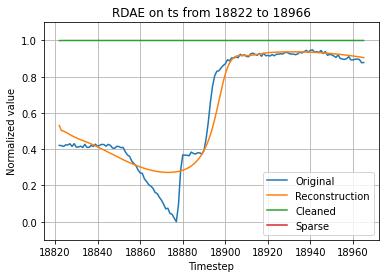 RDAE on ts from 18822 to 18966
Normalized value
1.0
0.8
0.6
0.4
0.2
0.0
18820 18840 18860 18880 18900 18920 18940 18960
Timestep
Original
Reconstruction
Cleaned
Sparse